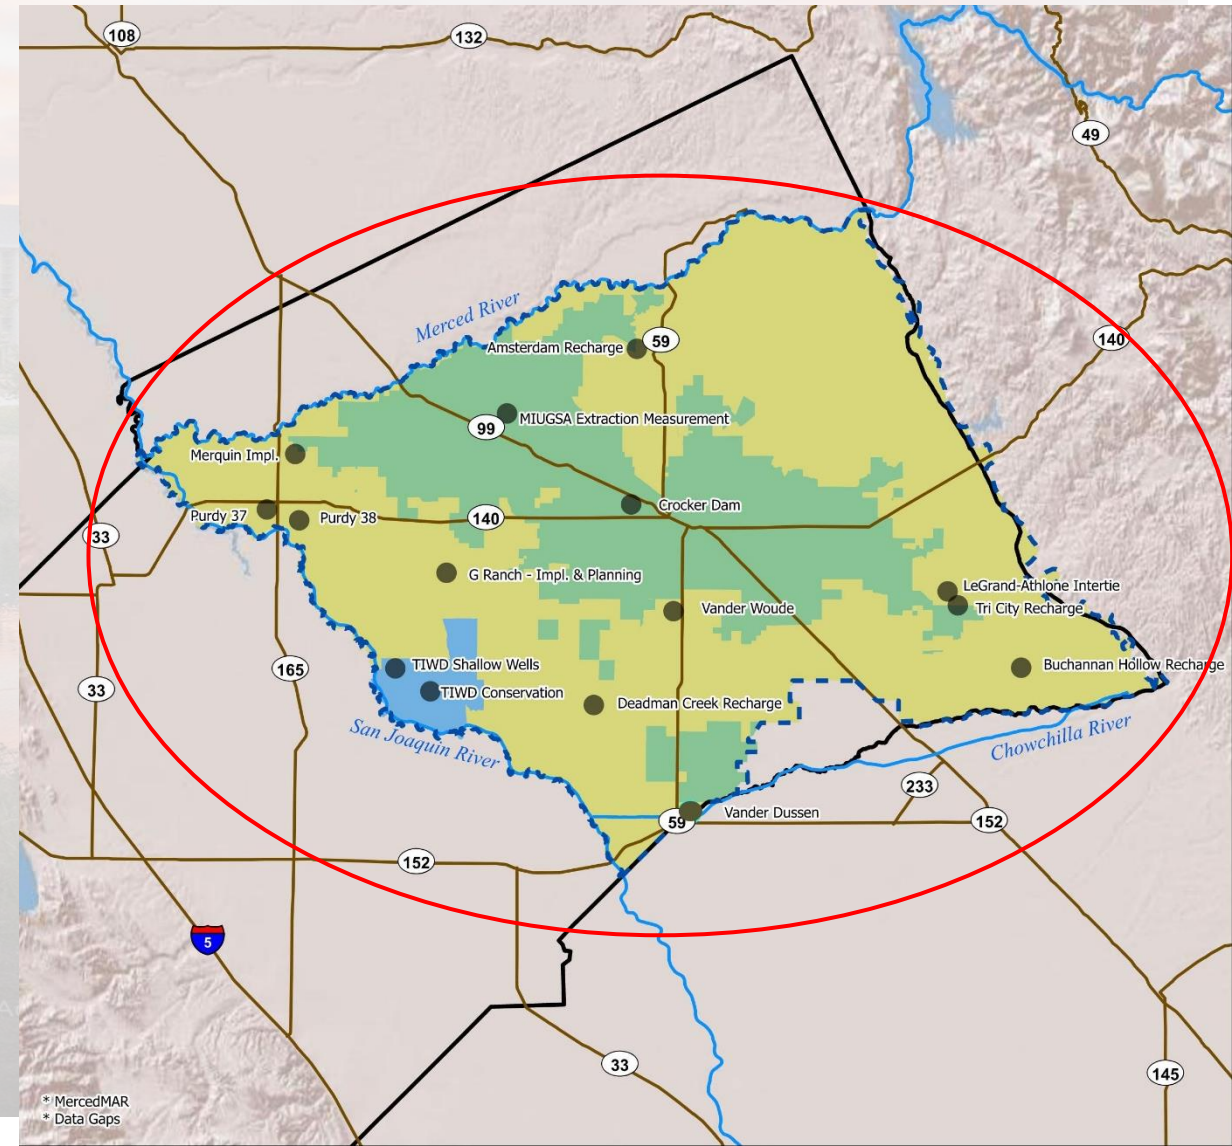 108
132
49
Merced River
Amsterdam Recharge
59
140
MIUGSA Extraction Measurement
99
Merquin Impl.
Crocker Dam
Purdy 37
Purdy 38
140
33
G Ranch - Impl. & Planning
LeGrand-Athlone Intertie
Tri City Recharge
Vander Woude
165
TIWD Shallow Wells
Buchannan Hollow Recharge
33
TIWD Conservation
Deadman Creek Recharge
San Joaquin River
Chowchilla River
233
Vander Dussen
59
152
152
5
33
145
* MercedMAR
* Data Gaps